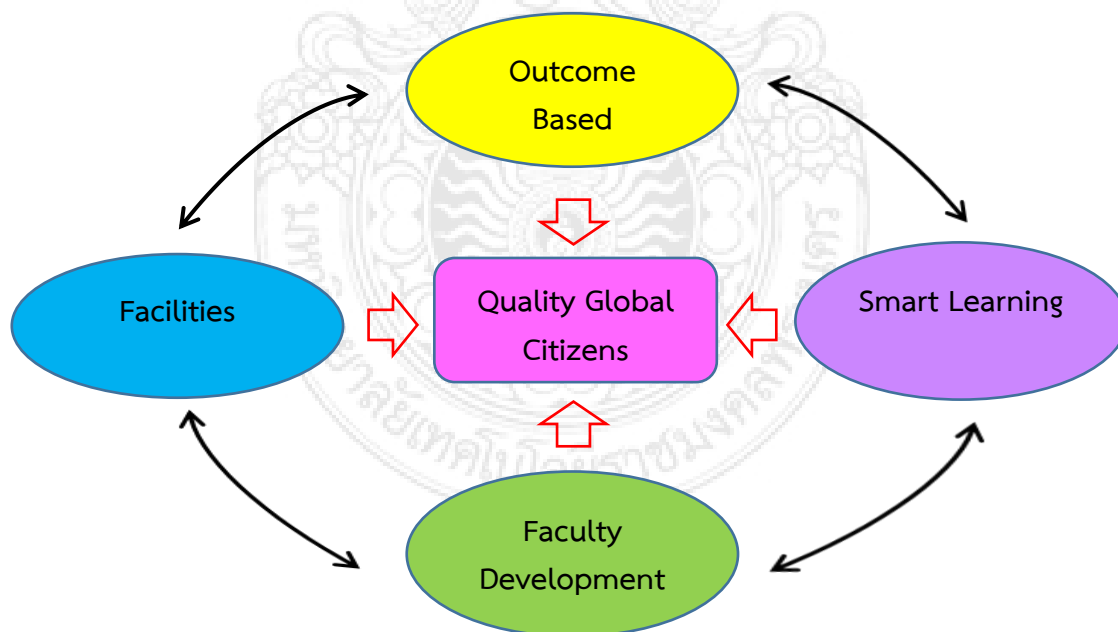 Outcome
Based
Facilities
Quality Global
Citizens
Smart Learning
Faculty
Development